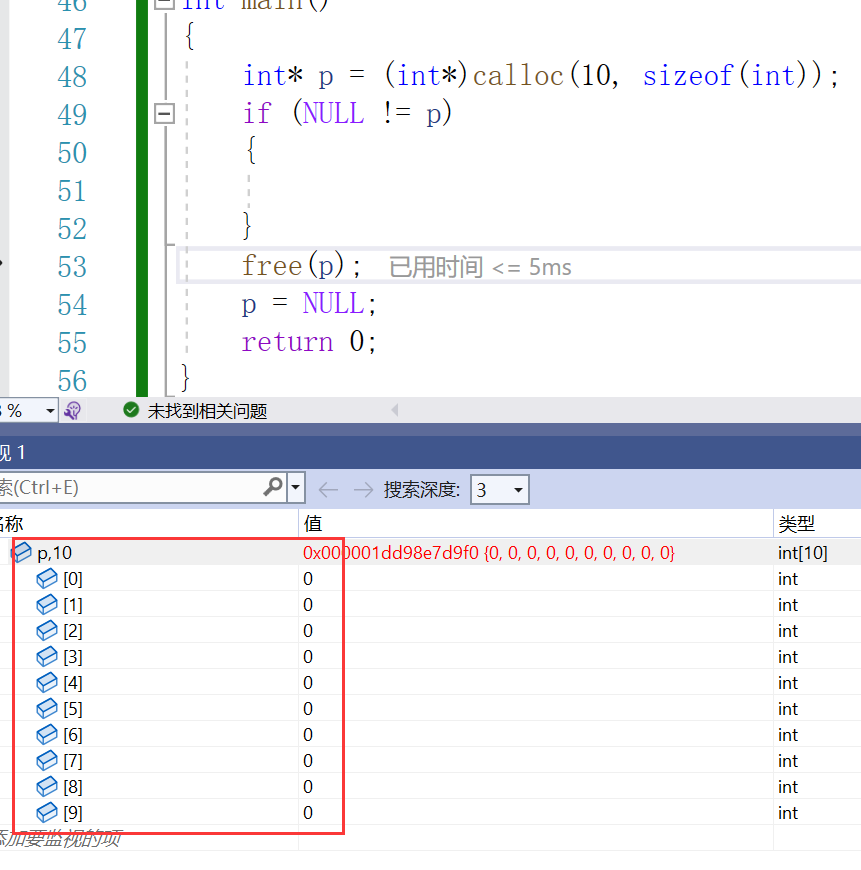 46 int main()
47 {
48 int* p = (int*)calloc(10, sizeof(int));
49 if (NULL != p)
50 {
51
52 }
53 free(p); 已用时间 <= 5ms
54 p = NULL;
55 return 0;
56 }
% 未找到相关问题
视 1
索(Ctrl+E) 搜索深度: 3
名称 值 类型
p,10 0x000001dd98e7d9f0 {0, 0, 0, 0, 0, 0, 0, 0, 0, 0} int[10]
[0] 0 int
[1] 0 int
[2] 0 int
[3] 0 int
[4] 0 int
[5] 0 int
[6] 0 int
[7] 0 int
[8] 0 int
[9] 0 int
添加要监视的项